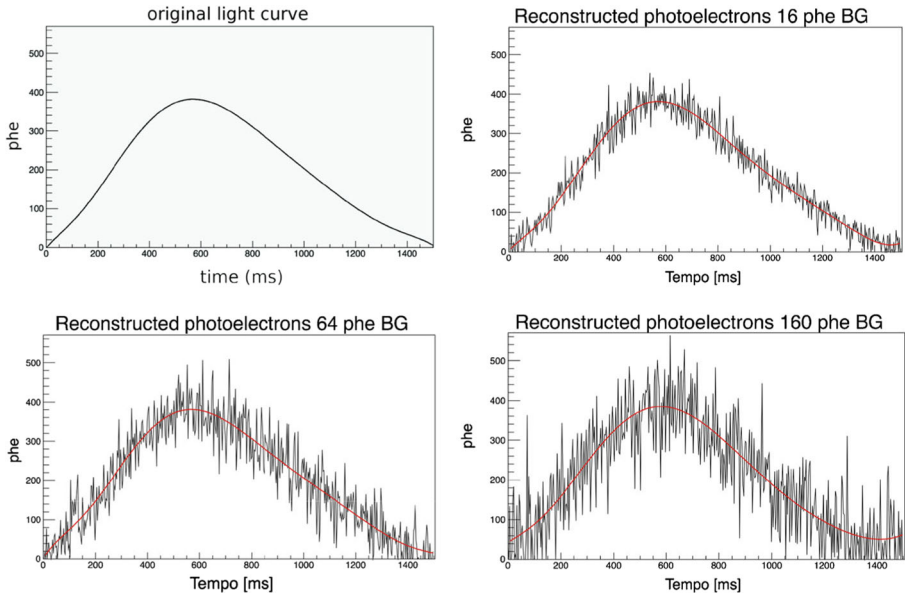 original light curve
500
400
300
200
100
0
phe
0 200 400 600 800 1000 1200 1400
time (ms)
Reconstructed photoelectrons 16 phe BG
500
400
300
200
100
0
phe
0 200 400 600 800 1000 1200 1400
Tempo [ms]
Reconstructed photoelectrons 64 phe BG
500
400
300
200
100
0
phe
0 200 400 600 800 1000 1200 1400
Tempo [ms]
Reconstructed photoelectrons 160 phe BG
500
400
300
200
100
0
phe
0 200 400 600 800 1000 1200 1400
Tempo [ms]